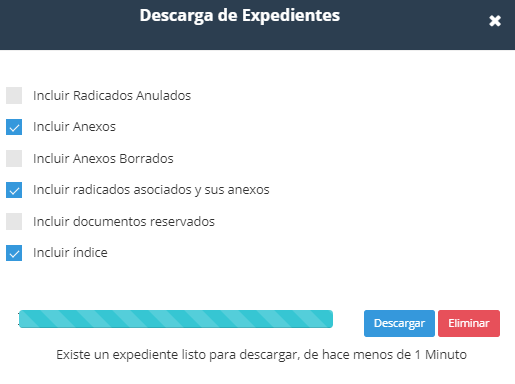 Descarga de Expedientes
Incluir Radicados Anulados
Incluir Anexos
Incluir Anexos Borrados
Incluir radicados asociados y sus anexos
Incluir documentos reservados
Incluir índice
Descargar Eliminar
Existe un expediente listo para descargar, de hace menos de 1 Minuto